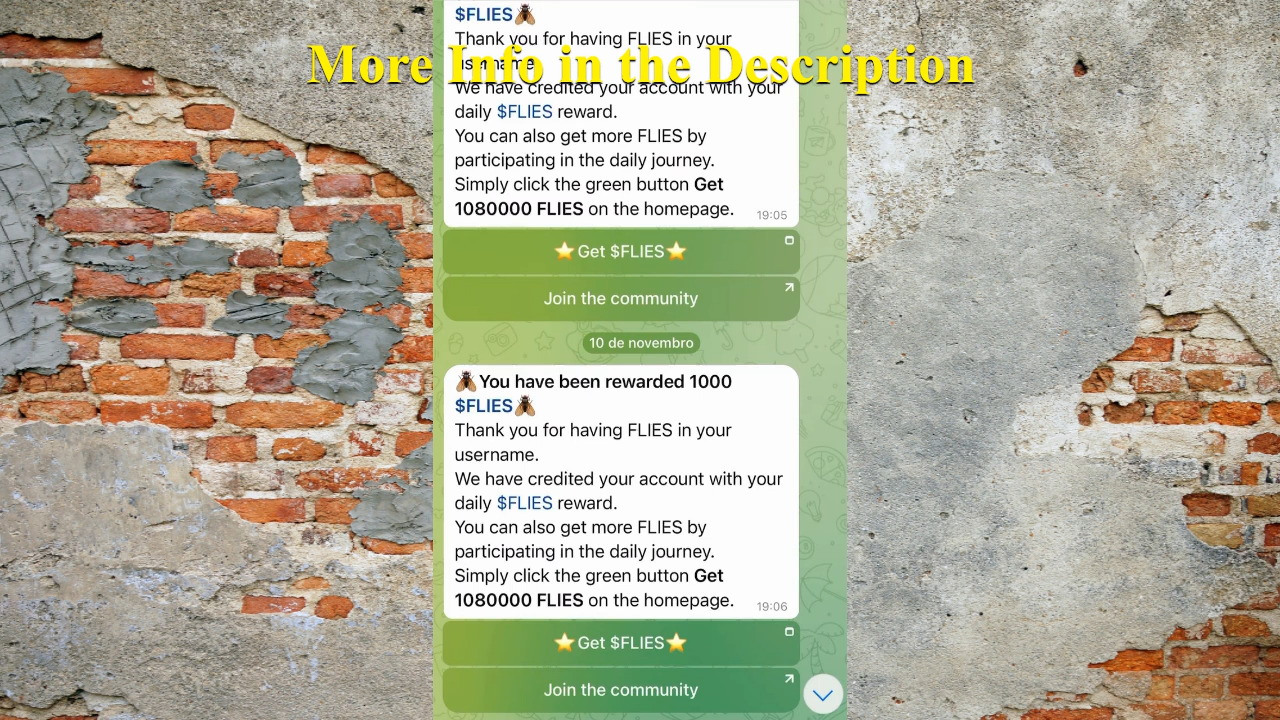 $FLIES🪰
Thank you for having FLIES in your
More Info in the Description
username.
We have credited your account with your
daily $FLIES reward.
You can also get more FLIES by
participating in the daily journey.
Simply click the green button Get
1080000 FLIES on the homepage.
19:05
⭐Get $FLIES⭐
Join the community
10 de novembro
🪰You have been rewarded 1000
$FLIES🪰
Thank you for having FLIES in your
username.
We have credited your account with your
daily $FLIES reward.
You can also get more FLIES by
participating in the daily journey.
Simply click the green button Get
1080000 FLIES on the homepage.
19:06
⭐Get $FLIES⭐
Join the community